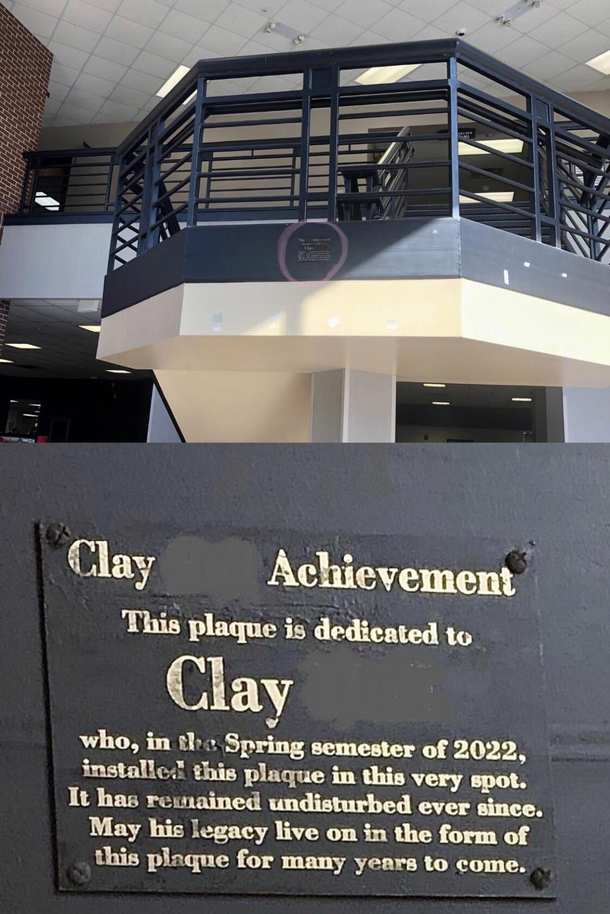 Clay Achievement
This plaque is dedicated to
Clay
who, in the Spring semester of 2022,
installed this plaque in this very spot.
It has remained undisturbed ever since.
May his legacy live on in the form of
this plaque for many years to come.